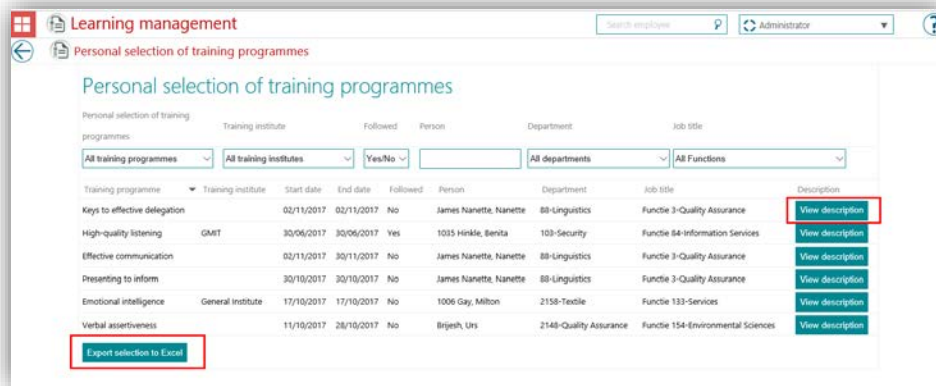 Learning management
Search employee
Administrator
Personal selection of training programmes
Personal selection of training programmes
Personal selection of training programmes Training institute Followed Person Department Job title
All training programmes All training institutes Yes/No All departments All Functions
Training programme Training institute Start date End date Followed Person Department Job title Description
Keys to effective delegation 02/11/2017 02/11/2017 No James Nanette, Nanette 88-Linguistics Functie 3-Quality Assurance View description
High-quality listening GMIT 30/06/2017 30/06/2017 Yes 1035 Hinkle, Benita 103-Security Functie 84-Information Services View description
Effective communication 02/11/2017 30/11/2017 No James Nanette, Nanette 88-Linguistics Functie 3-Quality Assurance View description
Presenting to inform 30/10/2017 30/10/2017 No James Nanette, Nanette 88-Linguistics Functie 3-Quality Assurance View description
Emotional intelligence General Institute 17/10/2017 17/10/2017 No 1006 Gay, Milton 2158-Textile Functie 133-Services View description
Verbal assertiveness 11/10/2017 28/10/2017 No Brijesh, Urs 2148-Quality Assurance Functie 154-Environmental Sciences View description
Export selection to Excel